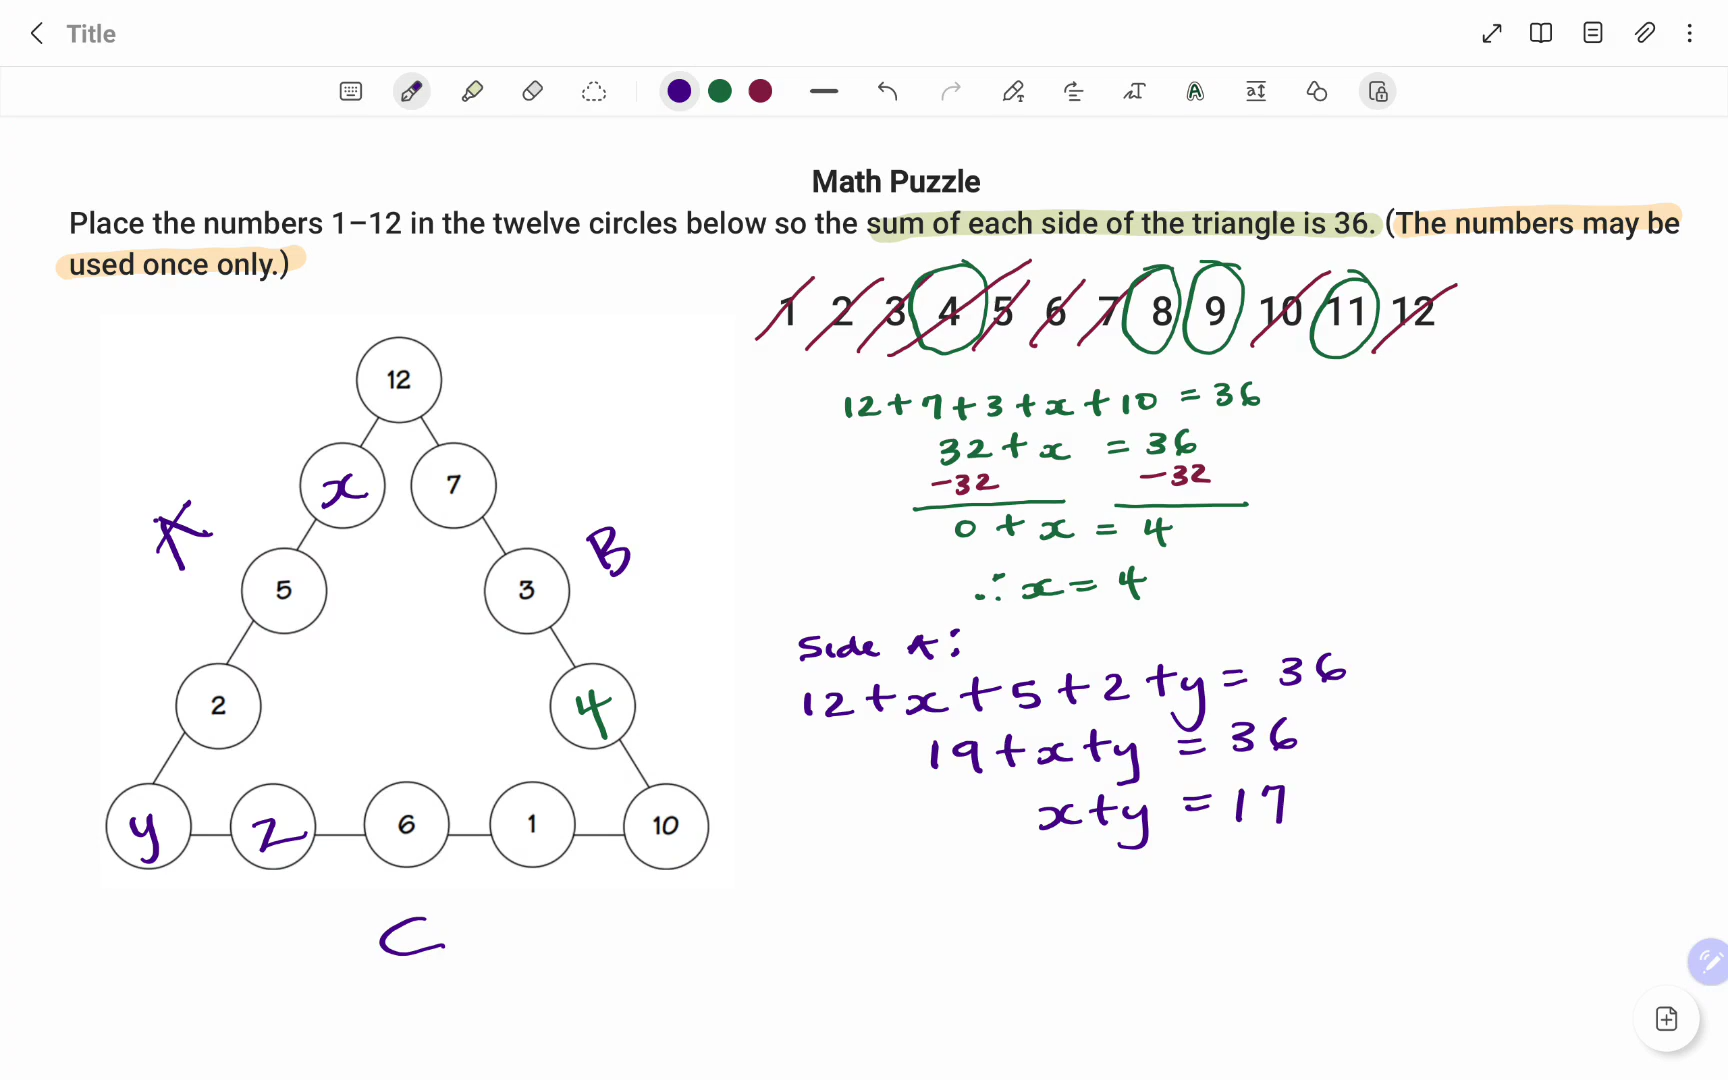 Title
Math Puzzle
Place the numbers 1–12 in the twelve circles below so the sum of each side of the triangle is 36. (The numbers may be
used once only.)
1 2 3 4 5 6 7 8 9 10 11 12
12
x 7
5 3
2 4
y z 6 1 10
A
B
C
12 + 7 + 3 + x + 10 = 36
32 + x = 36
-32 -32
0 + x = 4
∴ x = 4
Side A:
12 + x + 5 + 2 + y = 36
19 + x + y = 36
x + y = 17